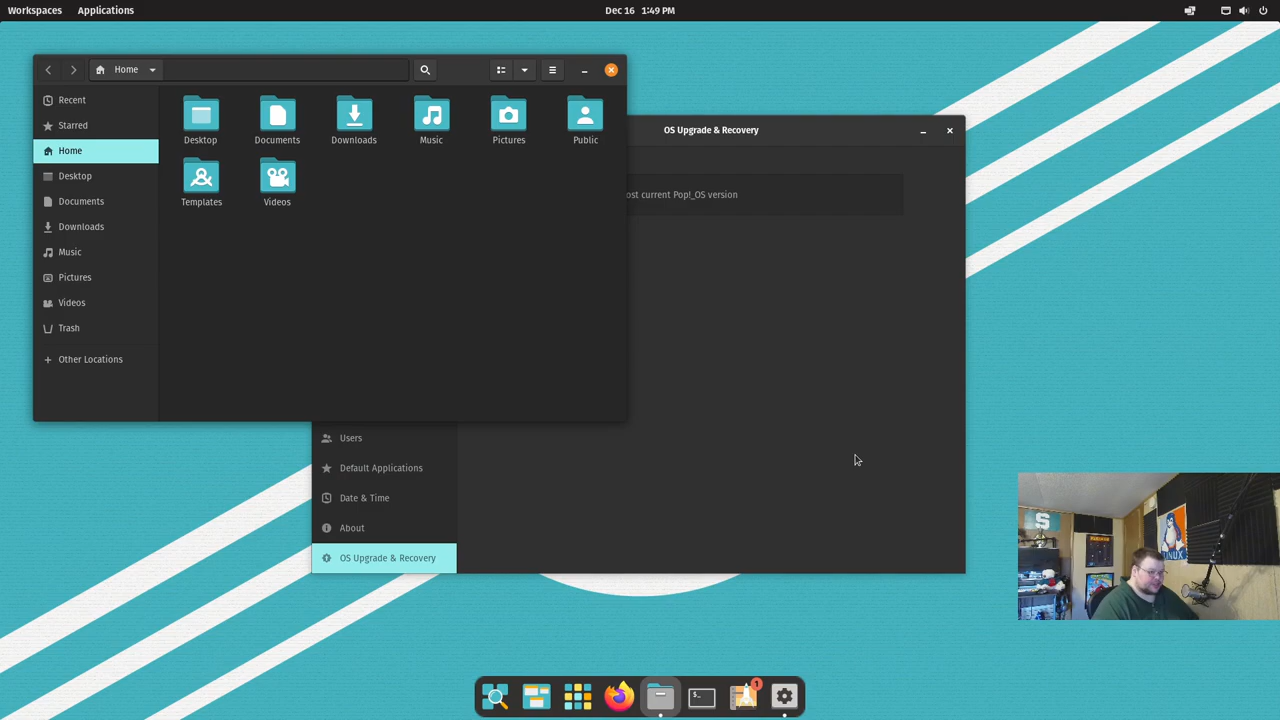 Workspaces Applications Dec 16 1:49 PM
Home
Recent
Starred
Home
Desktop
Documents
Downloads
Music
Pictures
Videos
Trash
Other Locations
Desktop Documents Downloads Music Pictures Public
Templates Videos
OS Upgrade & Recovery
ost current Pop!_OS version
Users
Default Applications
Date & Time
About
OS Upgrade & Recovery
S
LINUX
1